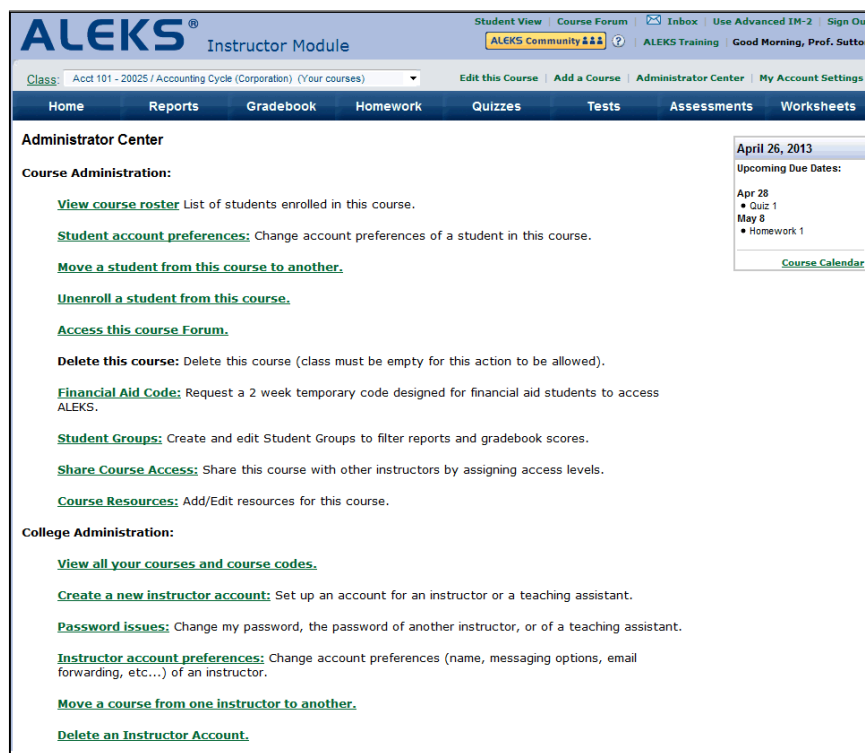 ALEKS® Instructor Module
Student View | Course Forum | Inbox | Use Advanced IM-2 | Sign Ou
ALEKS Community ? ALEKS Training | Good Morning, Prof. Sutto
Class: Acct 101 - 20025 / Accounting Cycle (Corporation) (Your courses)
Edit this Course | Add a Course | Administrator Center | My Account Settings
Home Reports Gradebook Homework Quizzes Tests Assessments Worksheets
Administrator Center
Course Administration:
View course roster List of students enrolled in this course.
Student account preferences: Change account preferences of a student in this course.
Move a student from this course to another.
Unenroll a student from this course.
Access this course Forum.
Delete this course: Delete this course (class must be empty for this action to be allowed).
Financial Aid Code: Request a 2 week temporary code designed for financial aid students to access
ALEKS.
Student Groups: Create and edit Student Groups to filter reports and gradebook scores.
Share Course Access: Share this course with other instructors by assigning access levels.
Course Resources: Add/Edit resources for this course.
College Administration:
View all your courses and course codes.
Create a new instructor account: Set up an account for an instructor or a teaching assistant.
Password issues: Change my password, the password of another instructor, or of a teaching assistant.
Instructor account preferences: Change account preferences (name, messaging options, email
forwarding, etc...) of an instructor.
Move a course from one instructor to another.
Delete an Instructor Account.
April 26, 2013
Upcoming Due Dates:
Apr 28
• Quiz 1
May 8
• Homework 1
Course Calendar